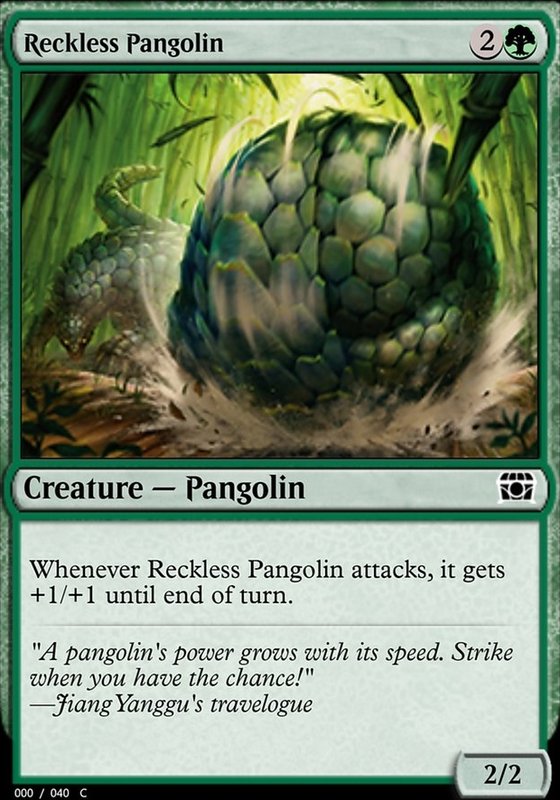 Reckless Pangolin 2
Creature — Pangolin
Whenever Reckless Pangolin attacks, it gets
+1/+1 until end of turn.
"A pangolin's power grows with its speed. Strike
when you have the chance!"
—Jiang Yanggu's travelogue
2/2
000 / 040 C